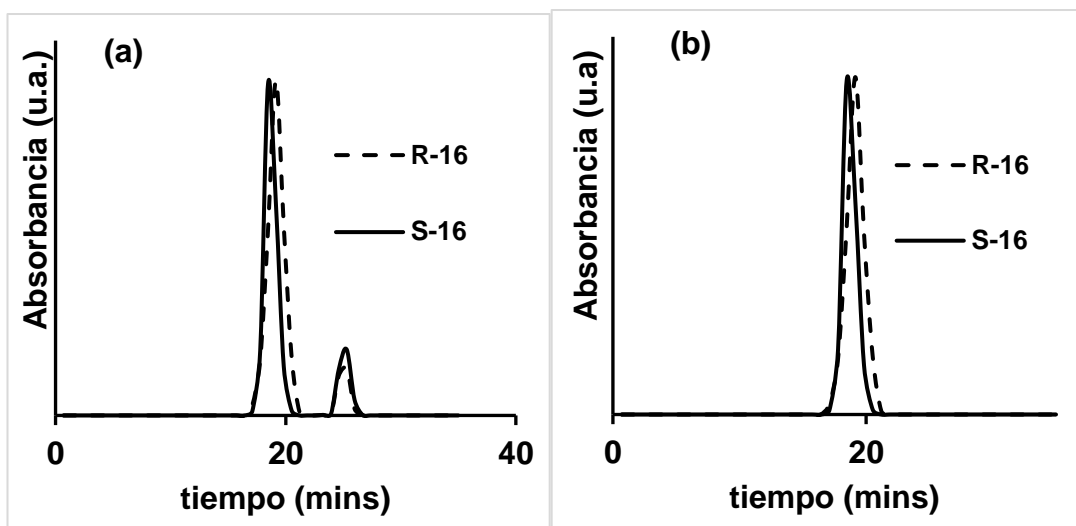 (a)
Absorbancia (u.a.)
R-16
S-16
0
20
40
tiempo (mins)
(b)
Absorbancia (u.a)
R-16
S-16
0
20
tiempo (mins)